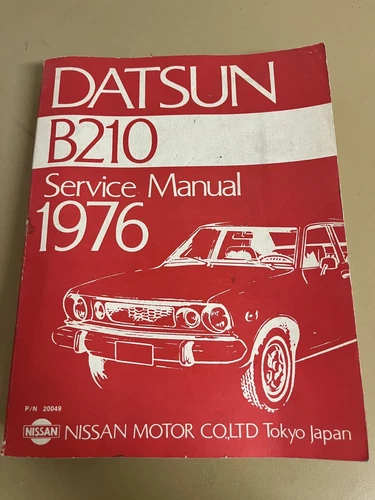 DATSUN
B210
Service Manual
1976
P/N 20049
NISSAN
NISSAN MOTOR CO.,LTD Tokyo Japan